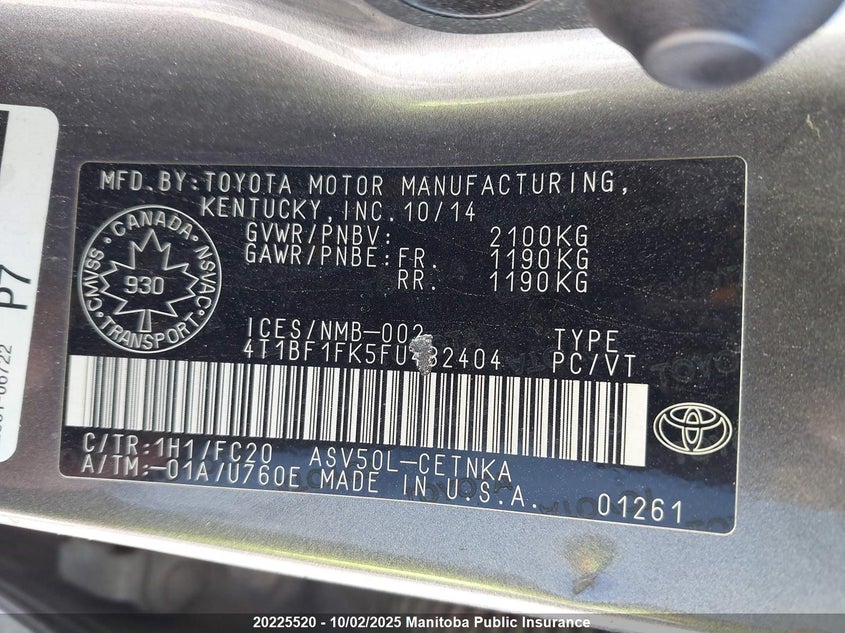 MFD.BY:TOYOTA MOTOR MANUFACTURING,
KENTUCKY,INC.10/14
GVWR/PNBV: 2100KG
GAWR/PNBE:FR. 1190KG
RR. 1190KG
CANADA
CMVSS 930 NSVAC
TRANSPORT
ICES/NMB-002 TYPE
4T1BF1FK5FU482404 PC/VT
C/TR:1H1/FC20 ASV50L-CETNKA
A/TM:-01A/U760E MADE IN U.S.A. 01261
P7
20225520 - 10/02/2025 Manitoba Public Insurance